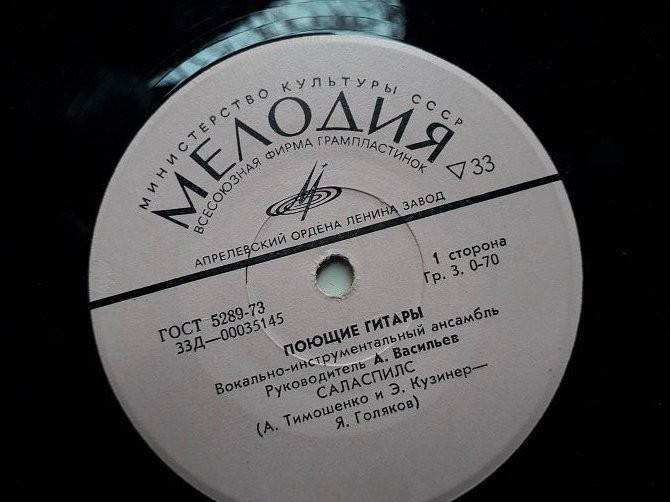 МИНИСТЕРСТВО КУЛЬТУРЫ СССР
МЕЛОДИЯ
ВСЕСОЮЗНАЯ ФИРМА ГРАМПЛАСТИНОК
▽33
АПРЕЛЕВСКИЙ ОРДЕНА ЛЕНИНА ЗАВОД
ГОСТ 5289-73
33Д—00035145
1 сторона
Гр. 3. 0-70
ПОЮЩИЕ ГИТАРЫ
Вокально-инструментальный ансамбль
Руководитель А. Васильев
САЛАСПИЛС
(А. Тимошенко и Э. Кузинер—
Я. Голяков)